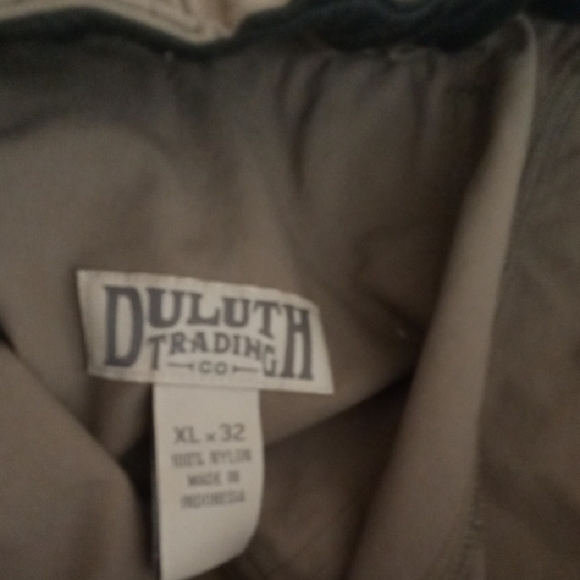 DULUTH
TRADING
CO
XL x 32
100% NYLON
MADE IN
INDONESIA